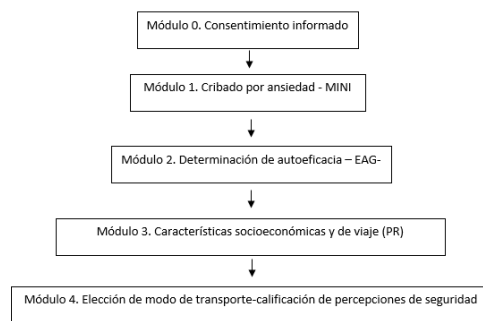 Módulo 0. Consentimiento informado
Módulo 1. Cribado por ansiedad - MINI
Módulo 2. Determinación de autoeficacia – EAG-
Módulo 3. Características socioeconómicas y de viaje (PR)
Módulo 4. Elección de modo de transporte-calificación de percepciones de seguridad